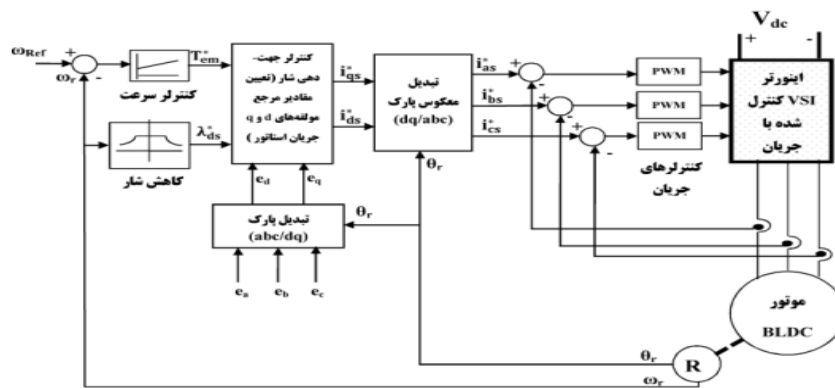 V_dc
+ -
ω_Ref
+
-
ω_r
T*_em
کنترلر سرعت
λ*_ds
کاهش شار
کنترلر جهت-
دهی شار (تعیین
مقادیر مرجع
مولفه‌های d و q
جریان استاتور )
i*_qs
i*_ds
e_d
e_q
تبدیل پارک
(abc/dq)
e_a
e_b
e_c
θ_r
تبدیل
معکوس پارک
(dq/abc)
θ_r
i*_as
i*_bs
i*_cs
+
-
+
-
+
-
PWM
PWM
PWM
کنترلرهای
جریان
اینورتر
VSI کنترل
شده با
جریان
موتور
BLDC
R
θ_r
ω_r